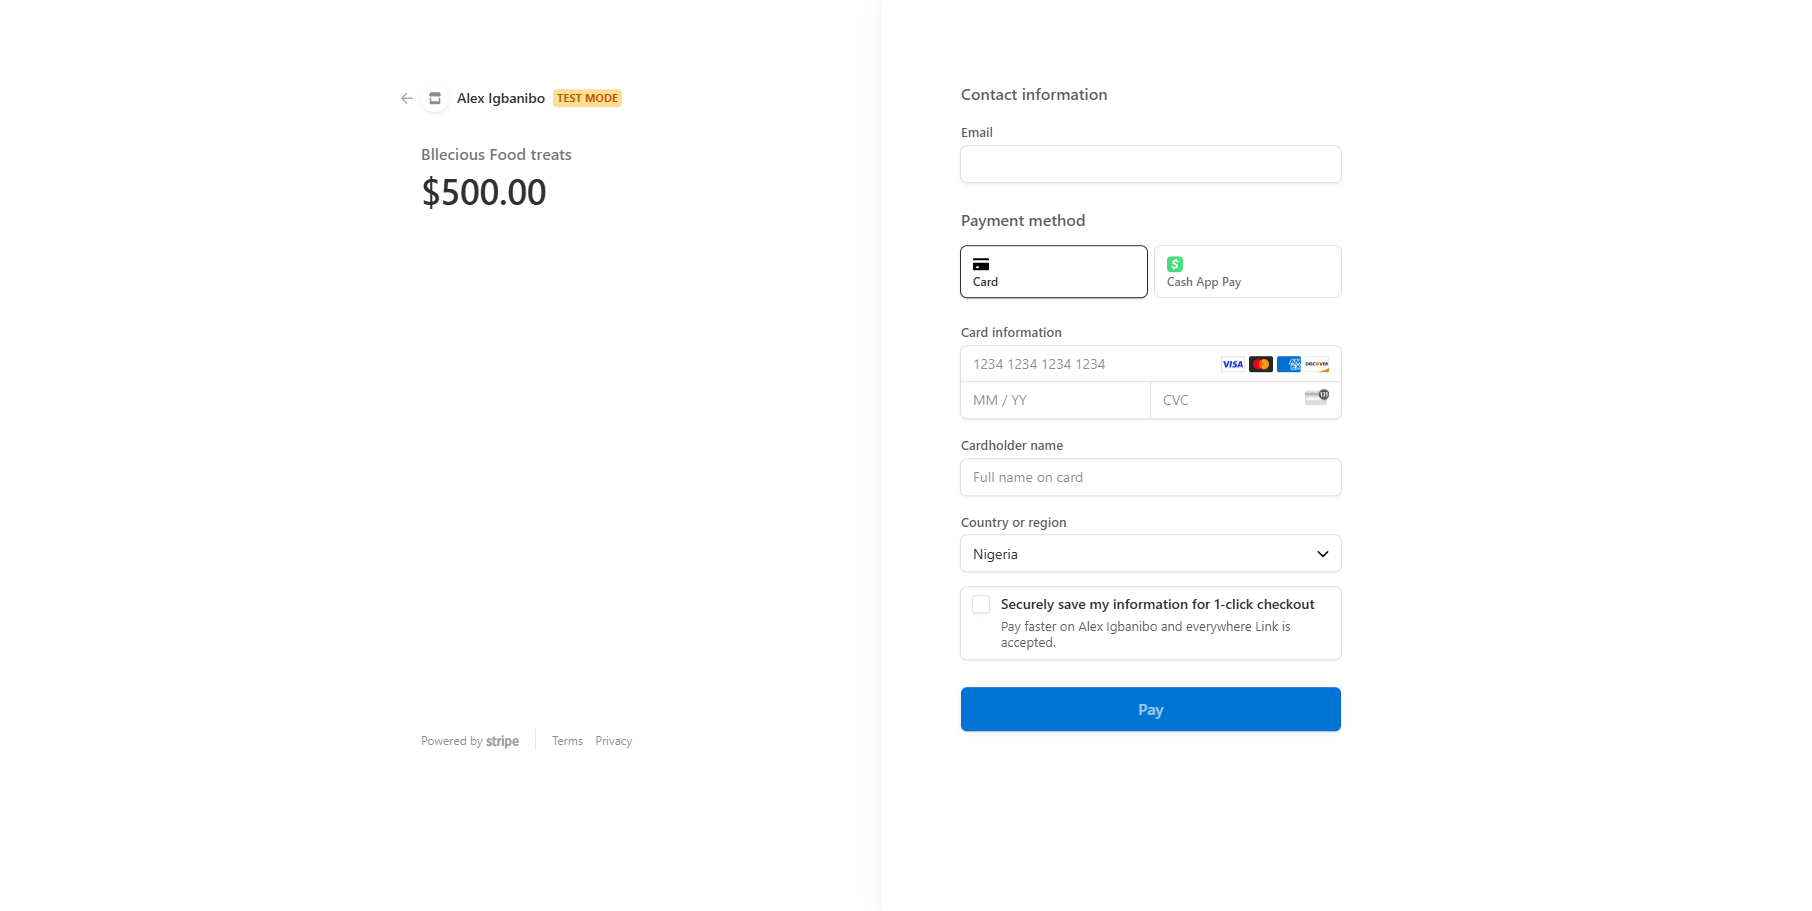 Alex Igbanibo TEST MODE
Bllecious Food treats
$500.00
Powered by stripe
Terms Privacy
Contact information
Email
Payment method
Card
$
Cash App Pay
Card information
1234 1234 1234 1234
VISA
AM
EX
DISCOVER
MM / YY
CVC
135
Cardholder name
Full name on card
Country or region
Nigeria
Securely save my information for 1-click checkout
Pay faster on Alex Igbanibo and everywhere Link is
accepted.
Pay